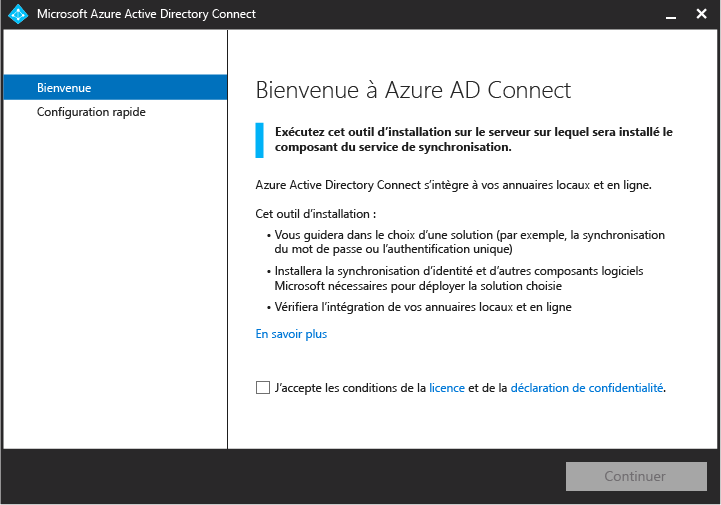 Microsoft Azure Active Directory Connect
Bienvenue
Configuration rapide
Bienvenue à Azure AD Connect
Exécutez cet outil d’installation sur le serveur sur lequel sera installé le
composant du service de synchronisation.
Azure Active Directory Connect s’intègre à vos annuaires locaux et en ligne.
Cet outil d’installation :
• Vous guidera dans le choix d’une solution (par exemple, la synchronisation
du mot de passe ou l’authentification unique)
• Installera la synchronisation d’identité et d’autres composants logiciels
Microsoft nécessaires pour déployer la solution choisie
• Vérifiera l’intégration de vos annuaires locaux et en ligne
En savoir plus
J’accepte les conditions de la licence et de la déclaration de confidentialité.
Continuer